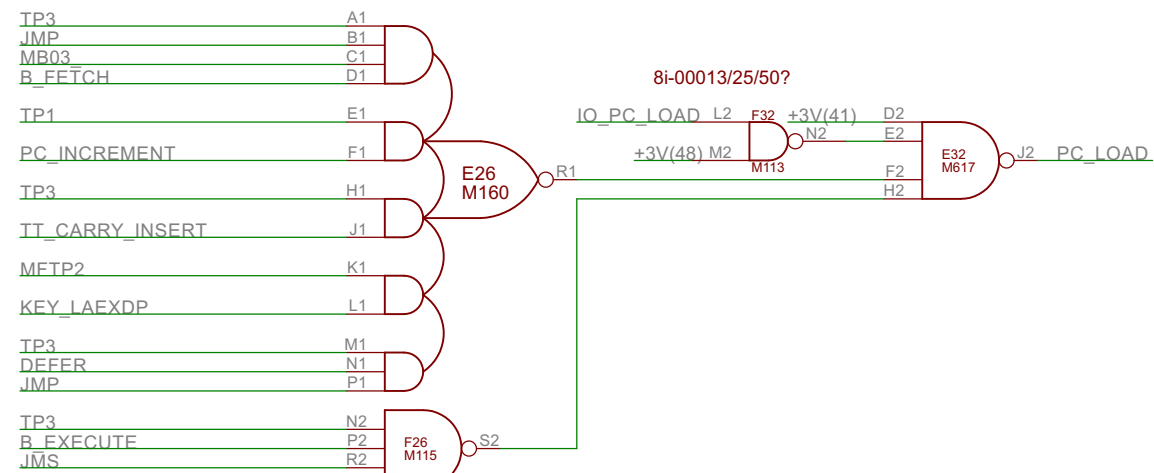 TP3 A1
JMP B1
MB03_ C1
B_FETCH D1
8i-00013/25/50?
TP1 E1
IO_PC_LOAD L2 F32 +3V(41) D2
N2 E2
PC_INCREMENT F1
+3V(48) M2 M113
E32
M617
J2 PC_LOAD
E26
M160
R1 F2
TP3 H1
H2
TT_CARRY_INSERT J1
MFTP2 K1
KEY_LAEXDP L1
TP3 M1
DEFER N1
JMP P1
TP3 N2
B_EXECUTE P2 F26 S2
M115
JMS R2